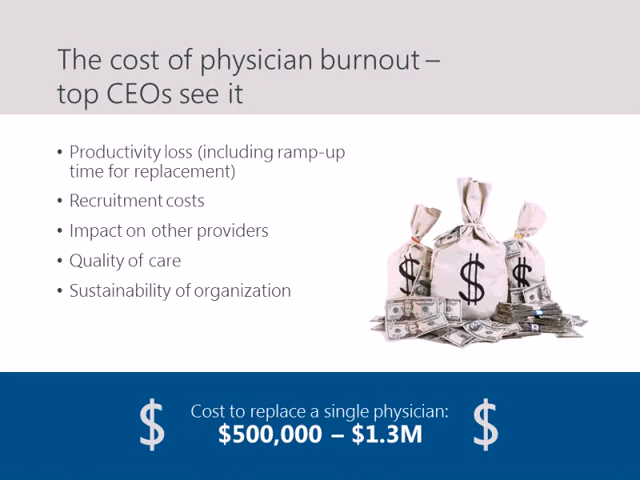 The cost of physician burnout –
top CEOs see it
• Productivity loss (including ramp-up
time for replacement)
• Recruitment costs
• Impact on other providers
• Quality of care
• Sustainability of organization
$ $ $
$ Cost to replace a single physician: $
$500,000 – $1.3M